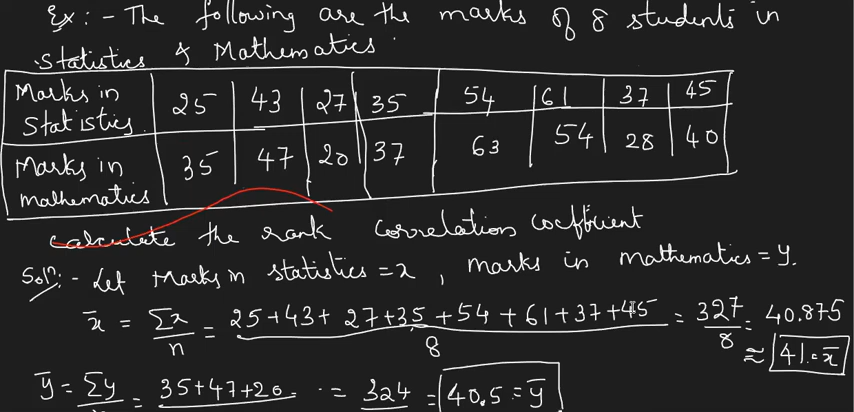 Ex:- The following are the marks of 8 students in
Statistics & Mathematics.
Marks in Statistics 25 43 27 35 54 61 37 45
Marks in mathematics 35 47 20 37 63 54 28 40
calculate the rank correlation coefficient
Soln:- Let Marks in statistics = x, marks in mathematics = y.
x̄ = Σx/n = 25+43+27+35+54+61+37+45/8 = 327/8 = 40.875
≈ 41 = x̄
ȳ = Σy = 35+47+20 .. = 324 = 40.5 = ȳ